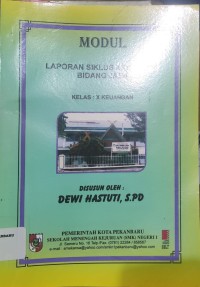 MODUL
LAPORAN SIKLUS
BIDANG JASA
KELAS : X KEUANGAN
DISUSUN OLEH :
DEWI HASTUTI, S.PD
PEMERINTAH KOTA PEKANBARU
SEKOLAH MENENGAH KEJURUAN (SMK) NEGERI 1